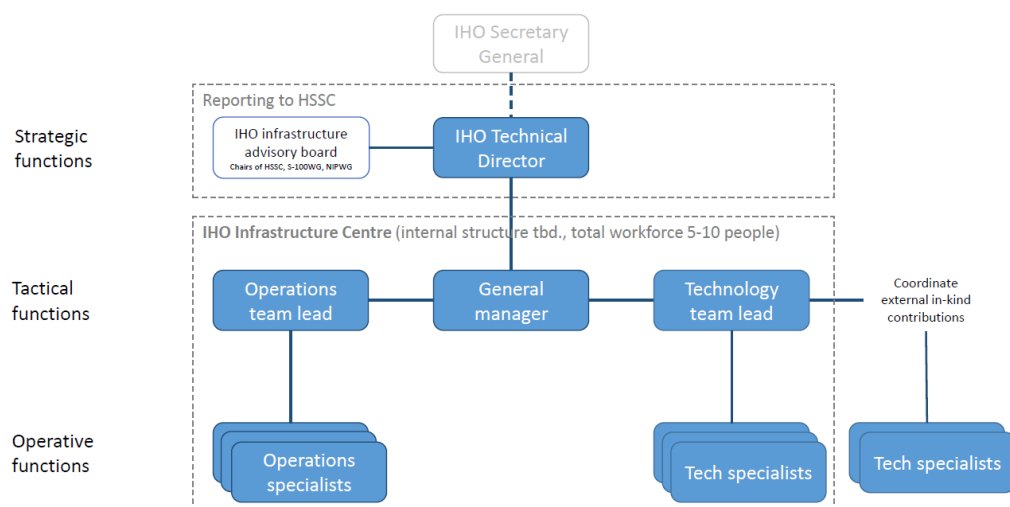 IHO Secretary
General
Reporting to HSSC
Strategic
functions
IHO infrastructure
advisory board
Chairs of HSSC, S-100WG, NIPWG
IHO Technical
Director
IHO Infrastructure Centre (internal structure tbd., total workforce 5-10 people)
Tactical
functions
Operations
team lead
General
manager
Technology
team lead
Coordinate
external in-kind
contributions
Operative
functions
Operations
specialists
Tech specialists
Tech specialists